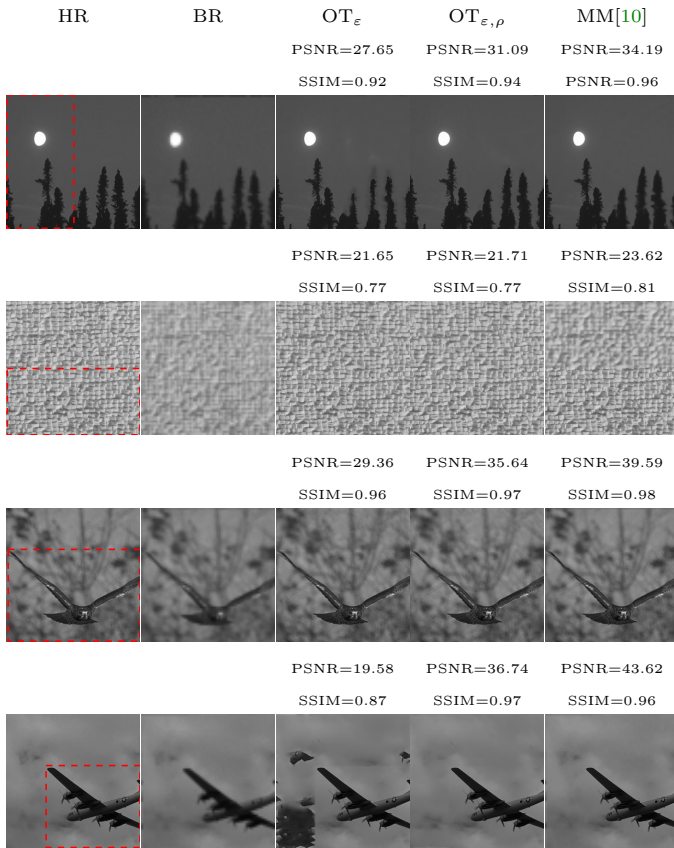 HR BR OTε OTε,ρ MM[10]
PSNR=27.65 PSNR=31.09 PSNR=34.19
SSIM=0.92 SSIM=0.94 PSNR=0.96
PSNR=21.65 PSNR=21.71 PSNR=23.62
SSIM=0.77 SSIM=0.77 SSIM=0.81
PSNR=29.36 PSNR=35.64 PSNR=39.59
SSIM=0.96 SSIM=0.97 SSIM=0.98
PSNR=19.58 PSNR=36.74 PSNR=43.62
SSIM=0.87 SSIM=0.97 SSIM=0.96